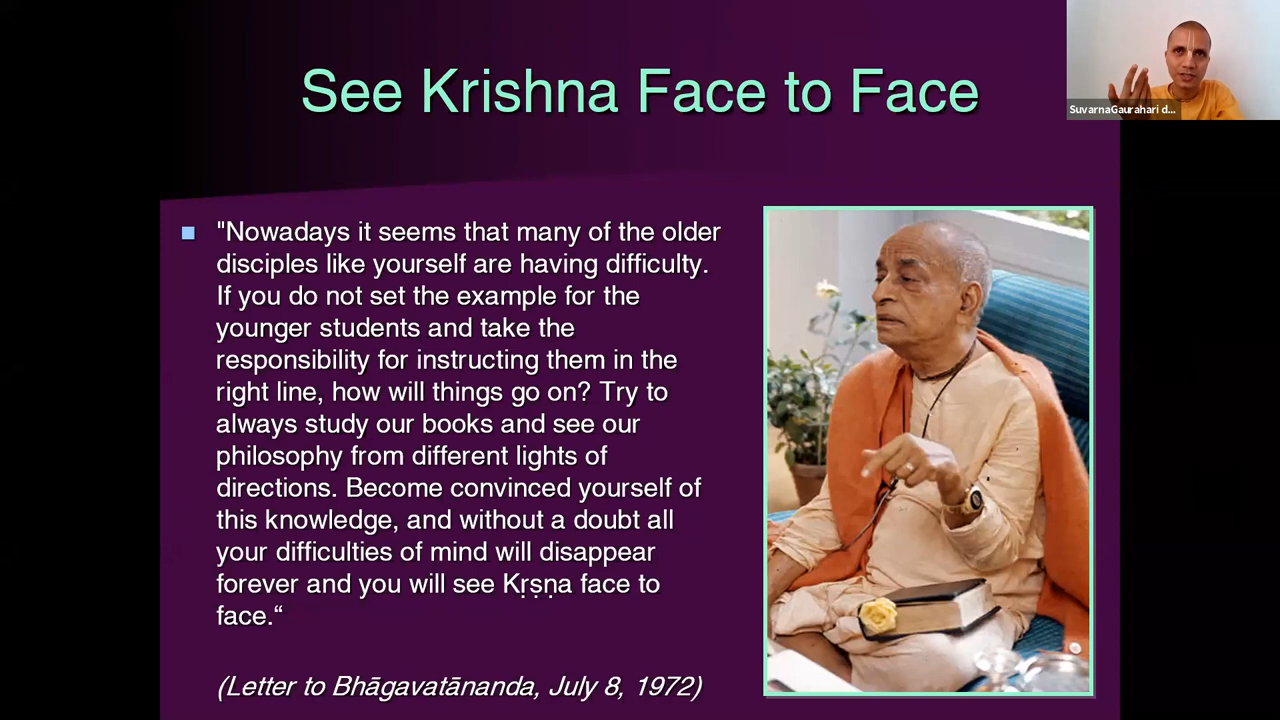 See Krishna Face to Face
SuvarnaGaurahari d...
"Nowadays it seems that many of the older
disciples like yourself are having difficulty.
If you do not set the example for the
younger students and take the
responsibility for instructing them in the
right line, how will things go on? Try to
always study our books and see our
philosophy from different lights of
directions. Become convinced yourself of
this knowledge, and without a doubt all
your difficulties of mind will disappear
forever and you will see Kṛṣṇa face to
face.“
(Letter to Bhāgavatānanda, July 8, 1972)